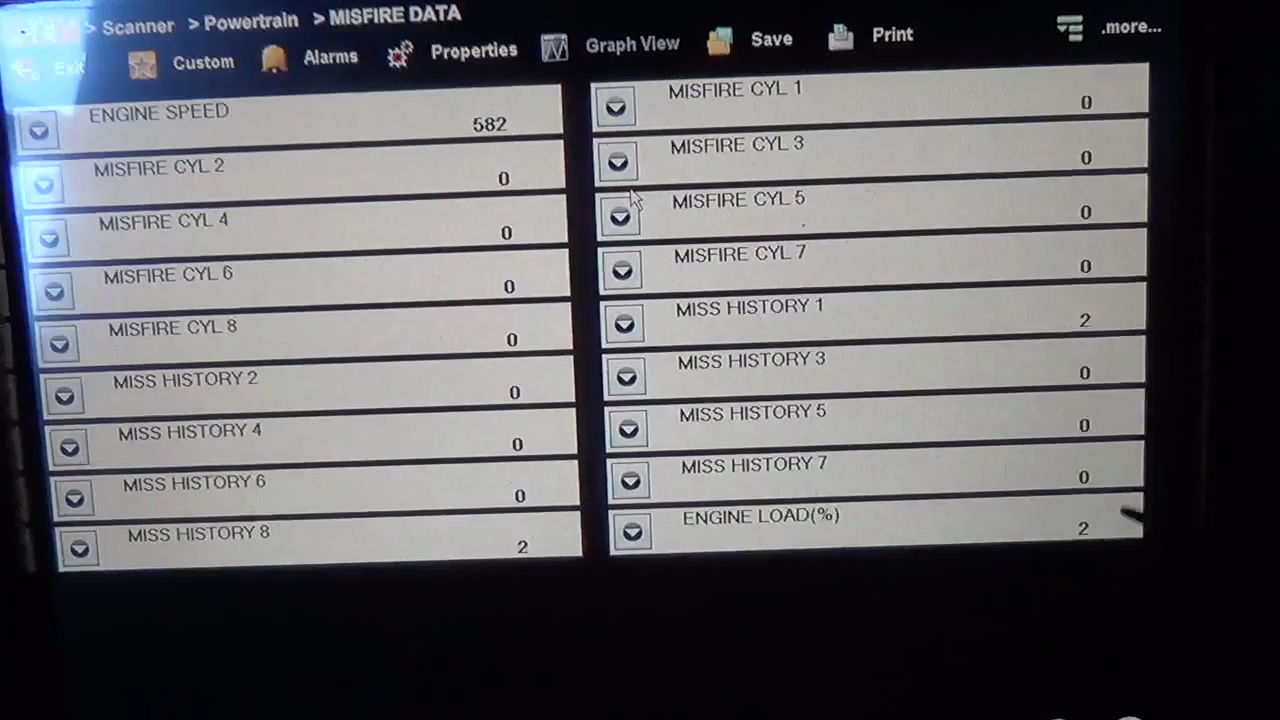 > Scanner > Powertrain > MISFIRE DATA
Exit Custom Alarms Properties Graph View Save Print .more...
ENGINE SPEED 582
MISFIRE CYL 1 0
MISFIRE CYL 2 0
MISFIRE CYL 3 0
MISFIRE CYL 4 0
MISFIRE CYL 5 0
MISFIRE CYL 6 0
MISFIRE CYL 7 0
MISFIRE CYL 8 0
MISS HISTORY 1 2
MISS HISTORY 2 0
MISS HISTORY 3 0
MISS HISTORY 4 0
MISS HISTORY 5 0
MISS HISTORY 6 0
MISS HISTORY 7 0
MISS HISTORY 8 2
ENGINE LOAD(%) 2